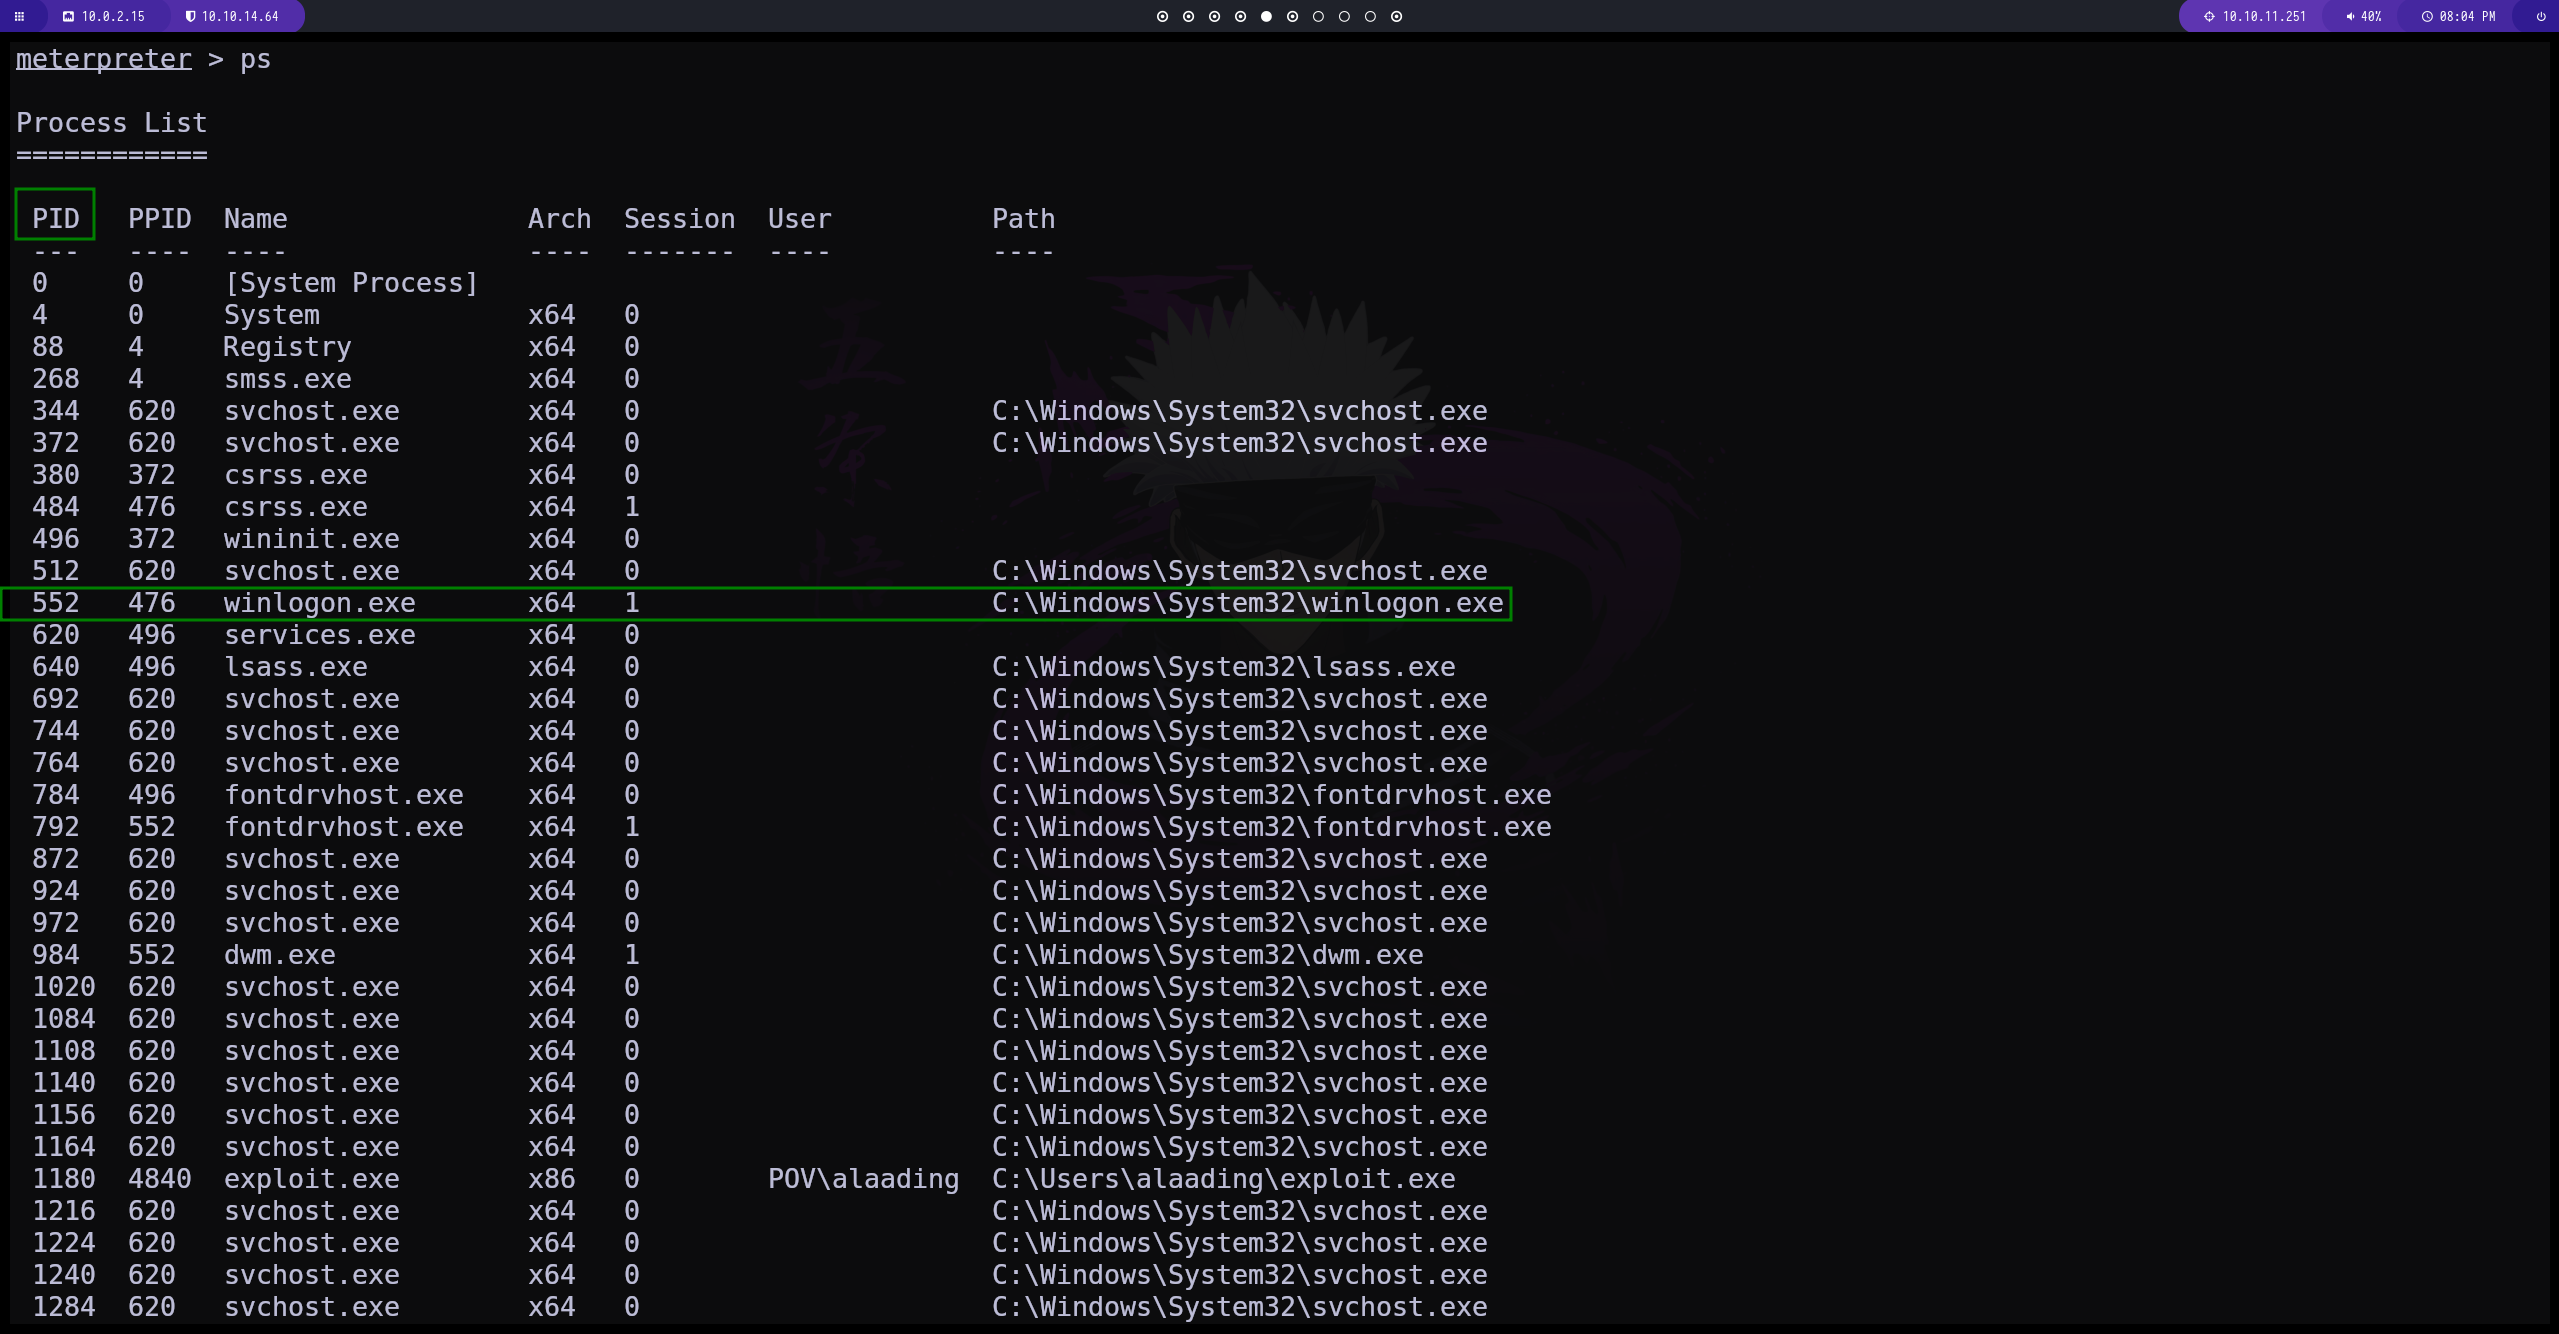 10.0.2.15 10.10.14.64 10.10.11.251 40% 08:04 PM
meterpreter > ps
Process List
============
PID PPID Name Arch Session User Path
--- ---- ---- ---- ------- ---- ----
0 0 [System Process]
4 0 System x64 0
88 4 Registry x64 0
268 4 smss.exe x64 0
344 620 svchost.exe x64 0 C:\Windows\System32\svchost.exe
372 620 svchost.exe x64 0 C:\Windows\System32\svchost.exe
380 372 csrss.exe x64 0
484 476 csrss.exe x64 1
496 372 wininit.exe x64 0
512 620 svchost.exe x64 0 C:\Windows\System32\svchost.exe
552 476 winlogon.exe x64 1 C:\Windows\System32\winlogon.exe
620 496 services.exe x64 0
640 496 lsass.exe x64 0 C:\Windows\System32\lsass.exe
692 620 svchost.exe x64 0 C:\Windows\System32\svchost.exe
744 620 svchost.exe x64 0 C:\Windows\System32\svchost.exe
764 620 svchost.exe x64 0 C:\Windows\System32\svchost.exe
784 496 fontdrvhost.exe x64 0 C:\Windows\System32\fontdrvhost.exe
792 552 fontdrvhost.exe x64 1 C:\Windows\System32\fontdrvhost.exe
872 620 svchost.exe x64 0 C:\Windows\System32\svchost.exe
924 620 svchost.exe x64 0 C:\Windows\System32\svchost.exe
972 620 svchost.exe x64 0 C:\Windows\System32\svchost.exe
984 552 dwm.exe x64 1 C:\Windows\System32\dwm.exe
1020 620 svchost.exe x64 0 C:\Windows\System32\svchost.exe
1084 620 svchost.exe x64 0 C:\Windows\System32\svchost.exe
1108 620 svchost.exe x64 0 C:\Windows\System32\svchost.exe
1140 620 svchost.exe x64 0 C:\Windows\System32\svchost.exe
1156 620 svchost.exe x64 0 C:\Windows\System32\svchost.exe
1164 620 svchost.exe x64 0 C:\Windows\System32\svchost.exe
1180 4840 exploit.exe x86 0 POV\alaading C:\Users\alaading\exploit.exe
1216 620 svchost.exe x64 0 C:\Windows\System32\svchost.exe
1224 620 svchost.exe x64 0 C:\Windows\System32\svchost.exe
1240 620 svchost.exe x64 0 C:\Windows\System32\svchost.exe
1284 620 svchost.exe x64 0 C:\Windows\System32\svchost.exe
五
条
悟